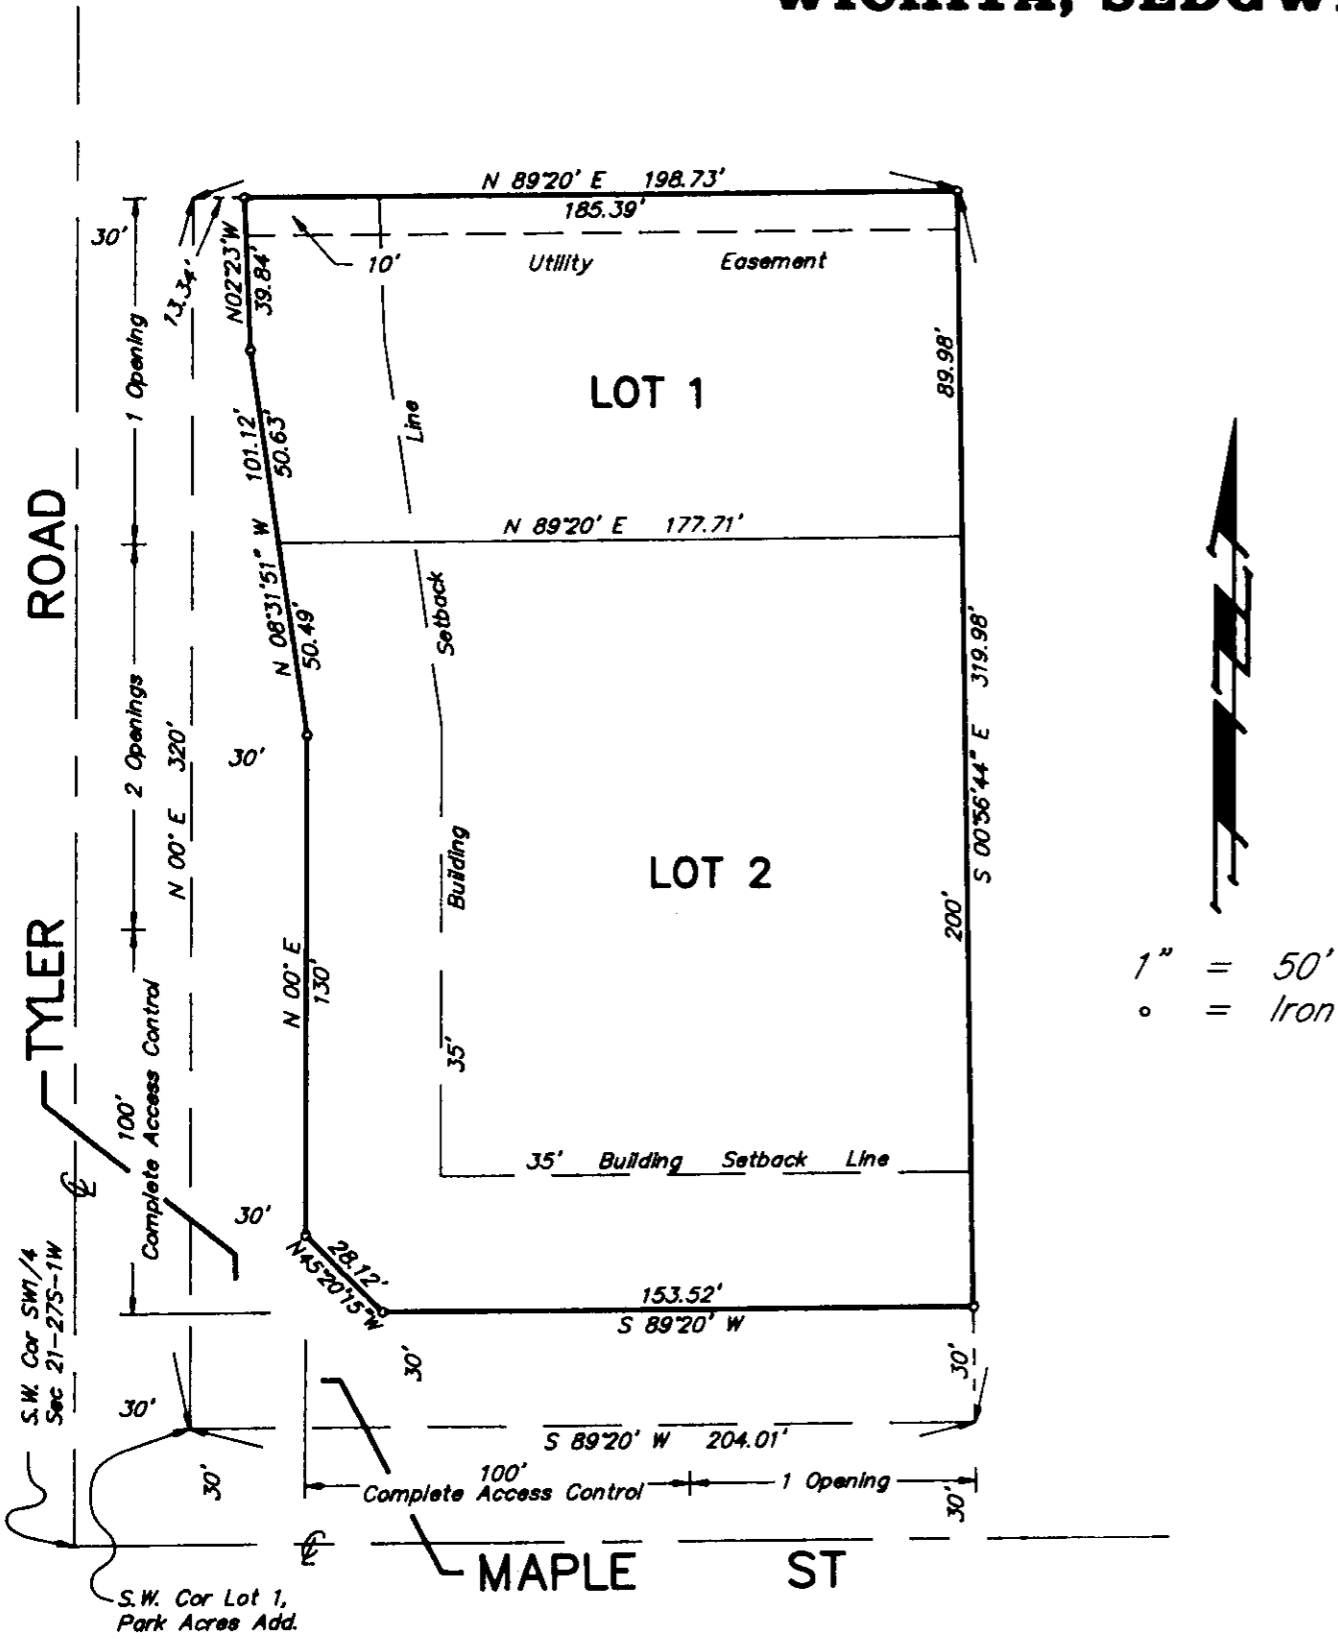 WICHITA, SEDGW
N 89°20' E 198.73'
185.39'
30'
10'
Utility Easement
13.34'
N02°23'W
39.84'
1 Opening
89.98'
LOT 1
Line
101.12'
50.63'
N 89°20' E 177.71'
ROAD
N 08°31'51" W
50.49'
Setback
319.98'
2 Openings
N 00° E 320'
30'
S 00°56'44" E
LOT 2
Building
200'
TYLER
N 00° E
130'
1" = 50'
° = Iron
100'
Complete Access Control
35'
35' Building Setback Line
30'
28.12'
N45°20'15"W
153.52'
S 89°20' W
S.W. Cor SW1/4
Sec 21-27S-1W
30'
30'
30'
S 89°20' W 204.01'
30'
100'
Complete Access Control
1 Opening
30'
MAPLE ST
S.W. Cor Lot 1,
Park Acres Add.